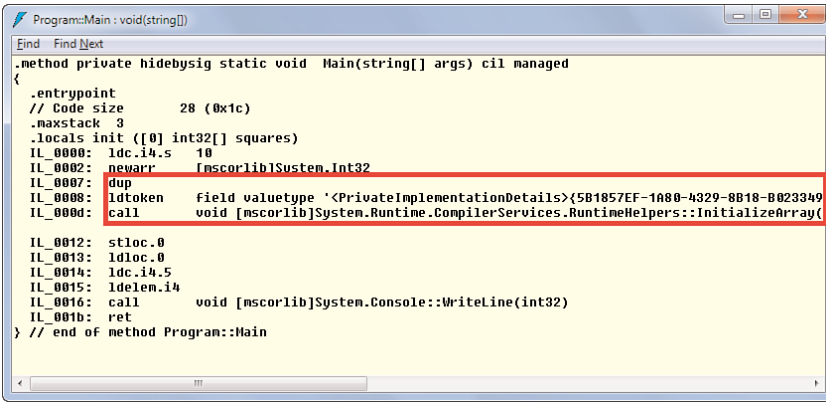 Program::Main : void(string[])
Find Find Next
.method private hidebysig static void  Main(string[] args) cil managed
{
  .entrypoint
  // Code size       28 (0x1c)
  .maxstack  3
  .locals init ([0] int32[] squares)
  IL_0000:  ldc.i4.s   10
  IL_0002:  newarr     [mscorlib]System.Int32
  IL_0007:  dup
  IL_0008:  ldtoken    field valuetype '<PrivateImplementationDetails>{5B1857EF-1A80-4329-8B18-B023349
  IL_000d:  call       void [mscorlib]System.Runtime.CompilerServices.RuntimeHelpers::InitializeArray(
  IL_0012:  stloc.0
  IL_0013:  ldloc.0
  IL_0014:  ldc.i4.5
  IL_0015:  ldelem.i4
  IL_0016:  call       void [mscorlib]System.Console::WriteLine(int32)
  IL_001b:  ret
} // end of method Program::Main